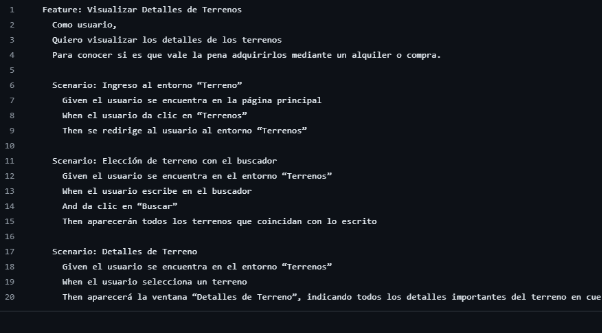 1 Feature: Visualizar Detalles de Terrenos
2 Como usuario,
3 Quiero visualizar los detalles de los terrenos
4 Para conocer si es que vale la pena adquirirlos mediante un alquiler o compra.
5
6 Scenario: Ingreso al entorno “Terreno”
7 Given el usuario se encuentra en la página principal
8 When el usuario da clic en “Terrenos”
9 Then se redirige al usuario al entorno “Terrenos”
10
11 Scenario: Elección de terreno con el buscador
12 Given el usuario se encuentra en el entorno “Terrenos”
13 When el usuario escribe en el buscador
14 And da clic en “Buscar”
15 Then aparecerán todos los terrenos que coincidan con lo escrito
16
17 Scenario: Detalles de Terreno
18 Given el usuario se encuentra en el entorno “Terrenos”
19 When el usuario selecciona un terreno
20 Then aparecerá la ventana “Detalles de Terreno”, indicando todos los detalles importantes del terreno en cue